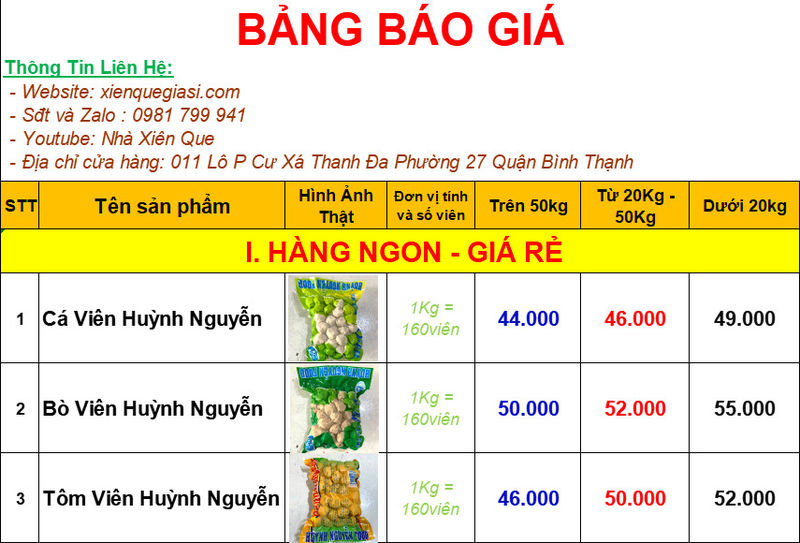 BẢNG BÁO GIÁ
Thông Tin Liên Hệ:
- Website: xienquegiasi.com
- Sđt và Zalo : 0981 799 941
- Youtube: Nhà Xiên Que
- Địa chỉ cửa hàng: 011 Lô P Cư Xá Thanh Đa Phường 27 Quận Bình Thạnh
STT Tên sản phẩm Hình Ảnh Thật Đơn vị tính và số viên Trên 50kg Từ 20Kg - 50Kg Dưới 20kg
I. HÀNG NGON - GIÁ RẺ
1 Cá Viên Huỳnh Nguyễn 1Kg = 160viên 44.000 46.000 49.000
2 Bò Viên Huỳnh Nguyễn 1Kg = 160viên 50.000 52.000 55.000
3 Tôm Viên Huỳnh Nguyễn 1Kg = 160viên 46.000 50.000 52.000